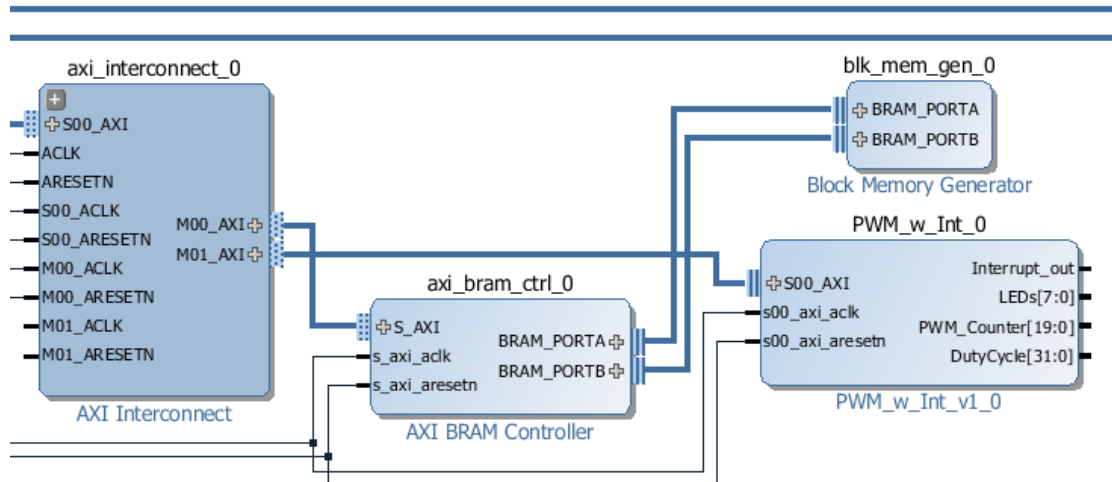 axi_interconnect_0
S00_AXI
ACLK
ARESETN
S00_ACLK
S00_ARESETN
M00_ACLK
M00_ARESETN
M01_ACLK
M01_ARESETN
M00_AXI
M01_AXI
AXI Interconnect
axi_bram_ctrl_0
S_AXI
s_axi_aclk
s_axi_aresetn
BRAM_PORTA
BRAM_PORTB
AXI BRAM Controller
blk_mem_gen_0
BRAM_PORTA
BRAM_PORTB
Block Memory Generator
PWM_w_Int_0
S00_AXI
s00_axi_aclk
s00_axi_aresetn
Interrupt_out
LEDs[7:0]
PWM_Counter[19:0]
DutyCycle[31:0]
PWM_w_Int_v1_0